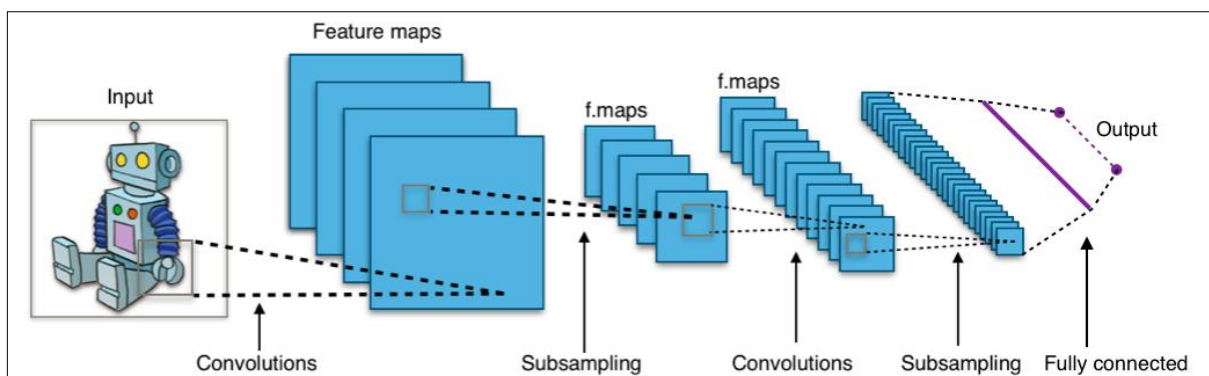 Feature maps
Input
f.maps
f.maps
Output
Convolutions
Subsampling
Convolutions
Subsampling
Fully connected